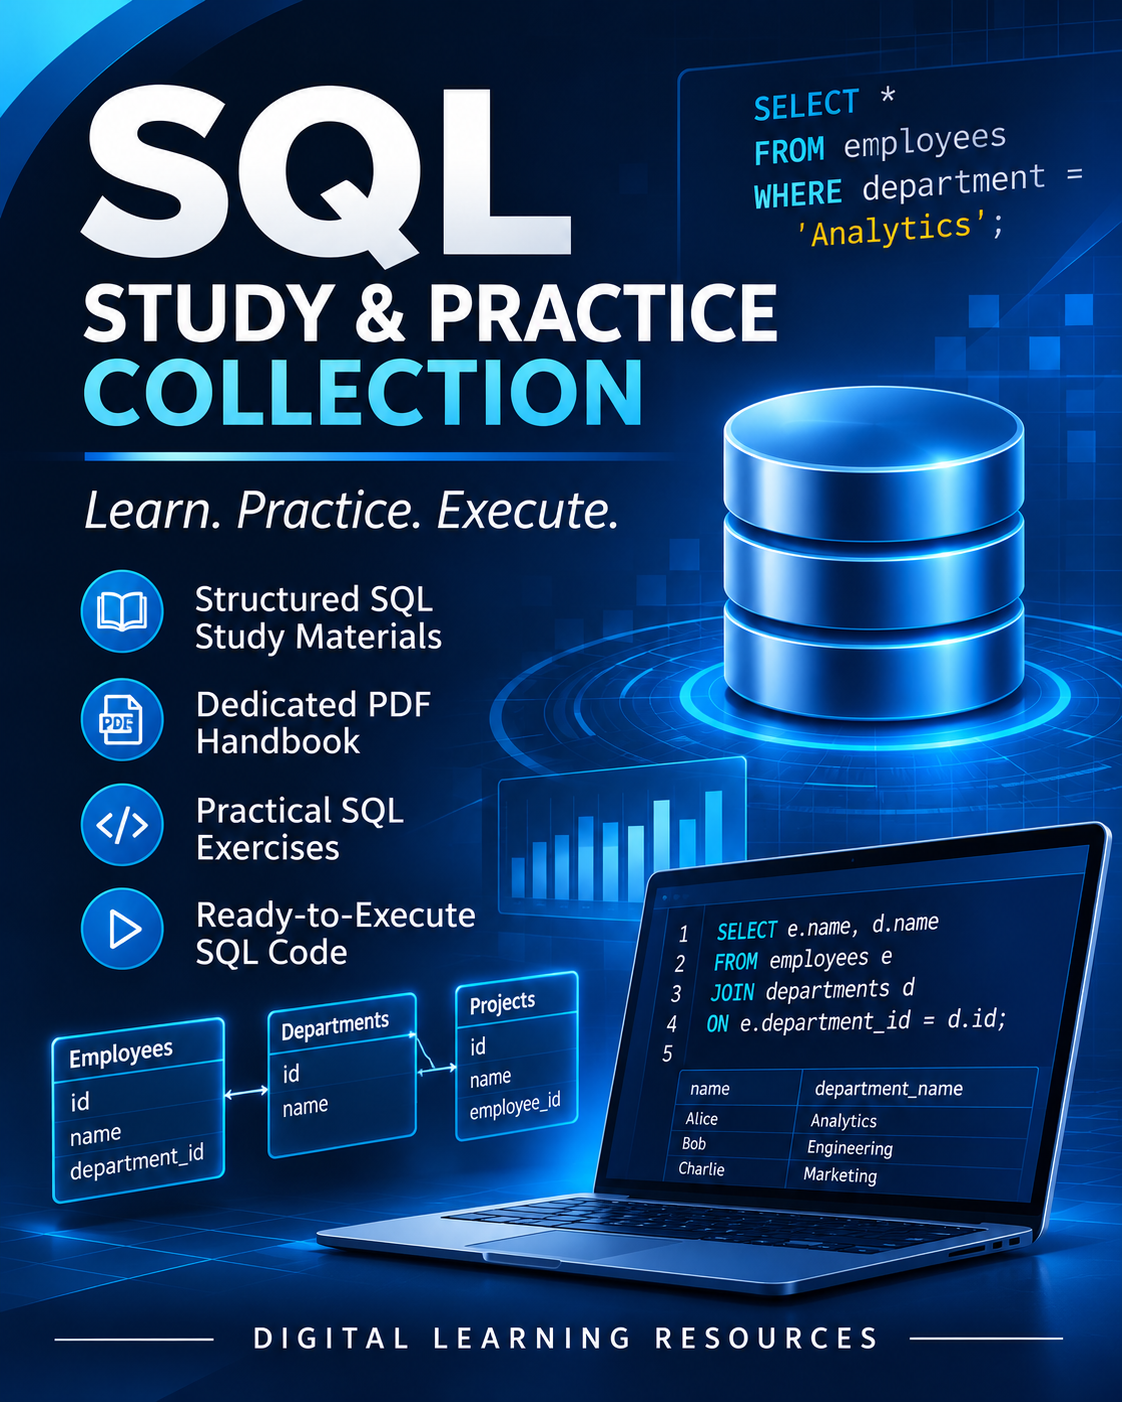 SQL
STUDY & PRACTICE
COLLECTION
Learn. Practice. Execute.
Structured SQL
Study Materials
PDF
Dedicated PDF
Handbook
</>
Practical SQL
Exercises
Ready-to-Execute
SQL Code
SELECT *
FROM employees
WHERE department =
'Analytics';
Employees
id
name
department_id
Departments
id
name
Projects
id
name
employee_id
1 SELECT e.name, d.name
2 FROM employees e
3 JOIN departments d
4 ON e.department_id = d.id;
5
name department_name
Alice Analytics
Bob Engineering
Charlie Marketing
DIGITAL LEARNING RESOURCES